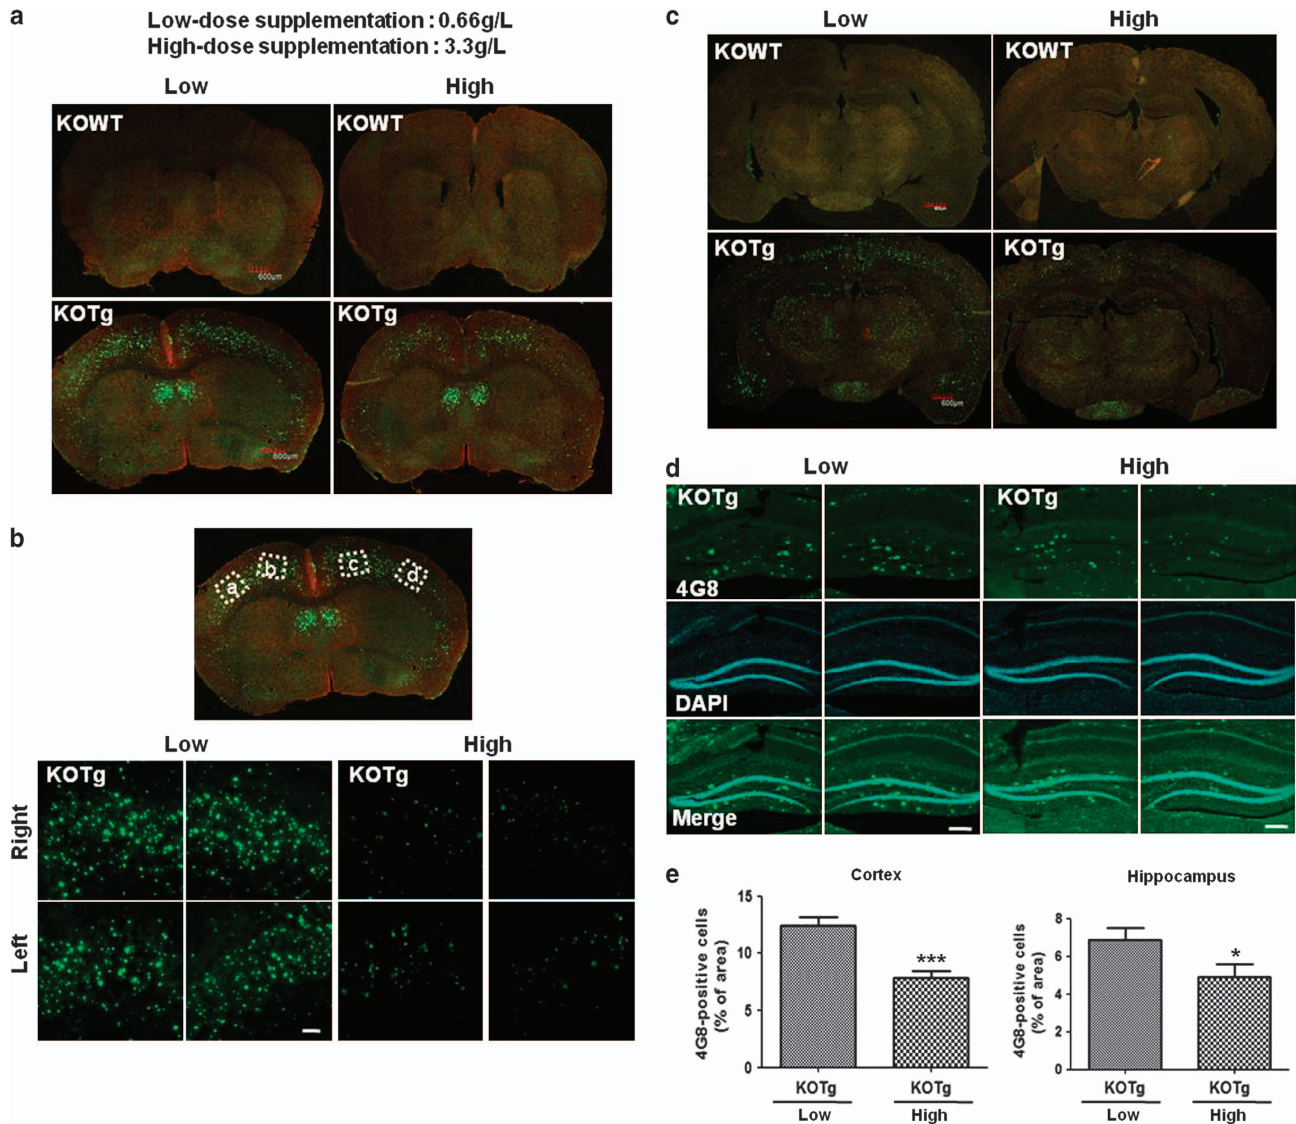 a
Low-dose supplementation : 0.66g/L
High-dose supplementation : 3.3g/L
Low High
KOWT
600µm
KOTg KOTg
600µm
b
a b c d
Low High
KOTg KOTg
Right
Left
c
Low High
KOWT KOWT
KOTg KOTg
600µm
d
Low High
KOTg KOTg
4G8
DAPI
Merge
e
Cortex
4G8-positive cells
(% of area)
15
10
5
0
***
KOTg KOTg
Low High
Hippocampus
4G8-positive cells
(% of area)
8
6
4
2
0
*
KOTg KOTg
Low High